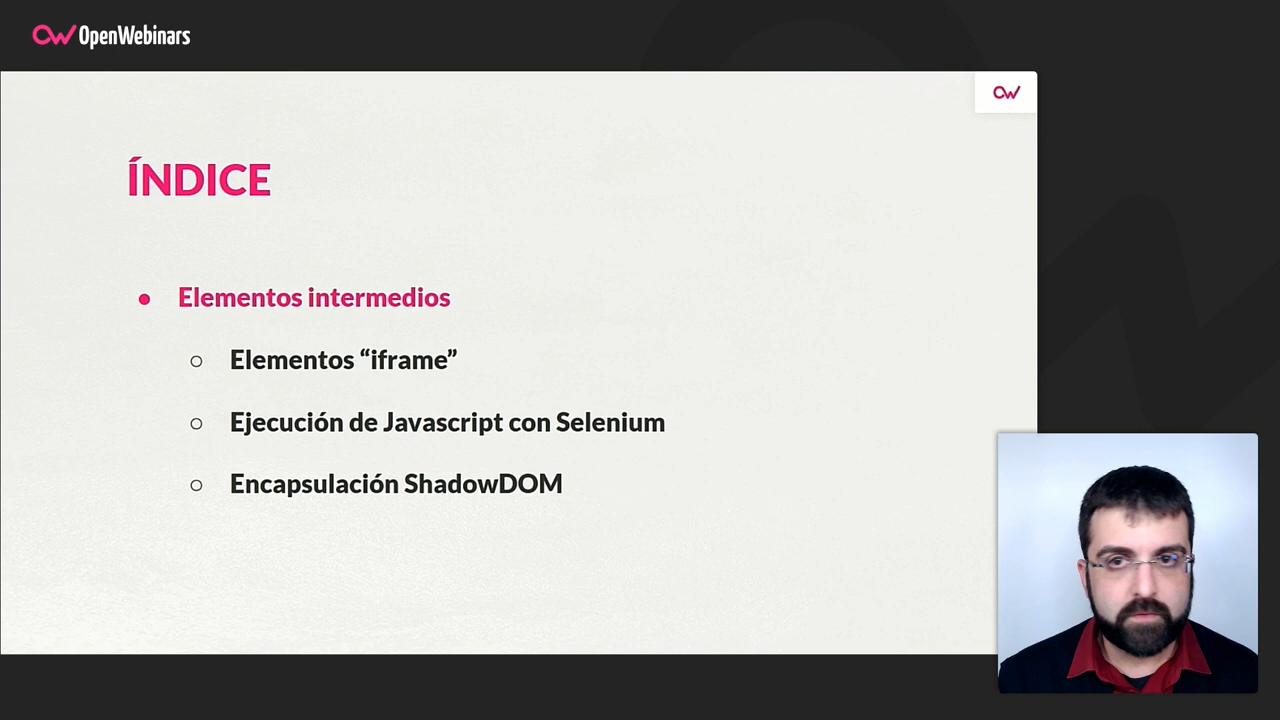 OpenWebinars
ÍNDICE
● Elementos intermedios
○ Elementos “iframe”
○ Ejecución de Javascript con Selenium
○ Encapsulación ShadowDOM